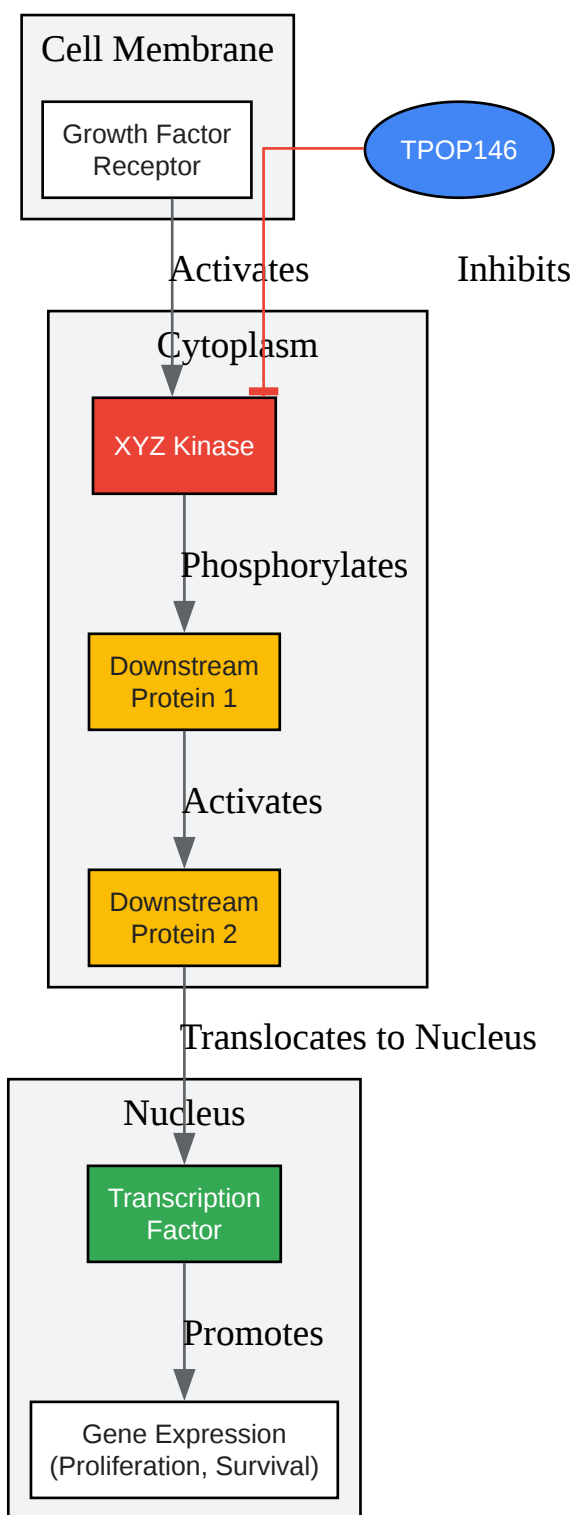 Cell Membrane
Growth Factor
Receptor
TPOP146
Activates
Inhibits
Cytoplasm
XYZ Kinase
Phosphorylates
Downstream
Protein 1
Activates
Downstream
Protein 2
Translocates to Nucleus
Nucleus
Transcription
Factor
Promotes
Gene Expression
(Proliferation, Survival)